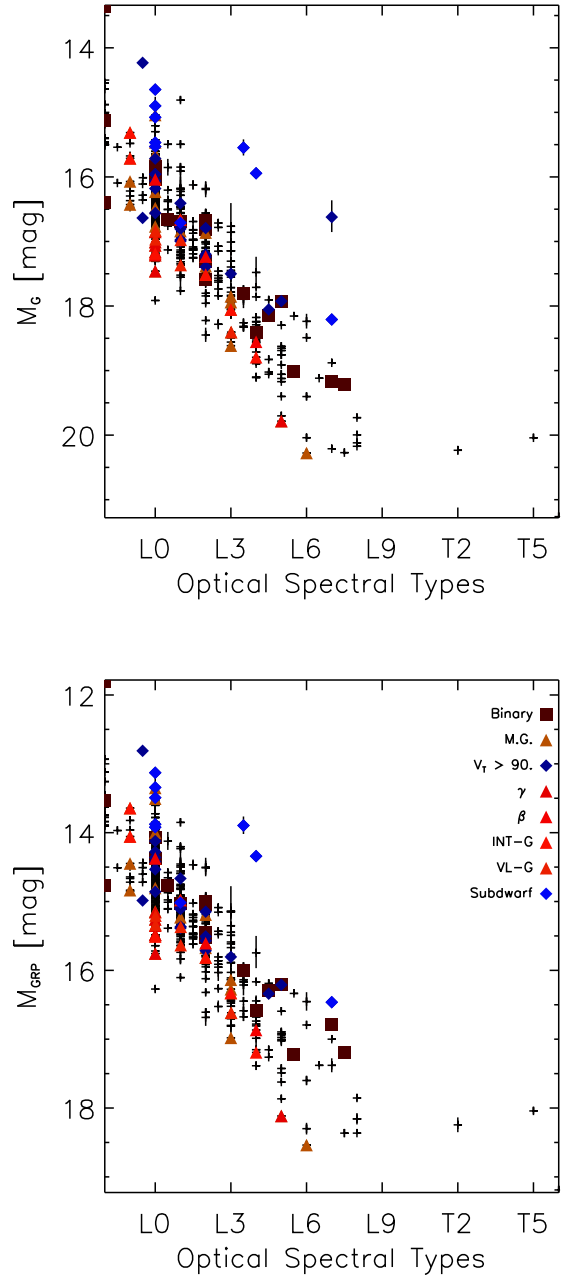 14
16
18
20
M_G [mag]
L0 L3 L6 L9 T2 T5
Optical Spectral Types
12
14
16
18
M_GRP [mag]
Binary
M.G.
V_T > 90.
γ
β
INT-G
VL-G
Subdwarf
L0 L3 L6 L9 T2 T5
Optical Spectral Types